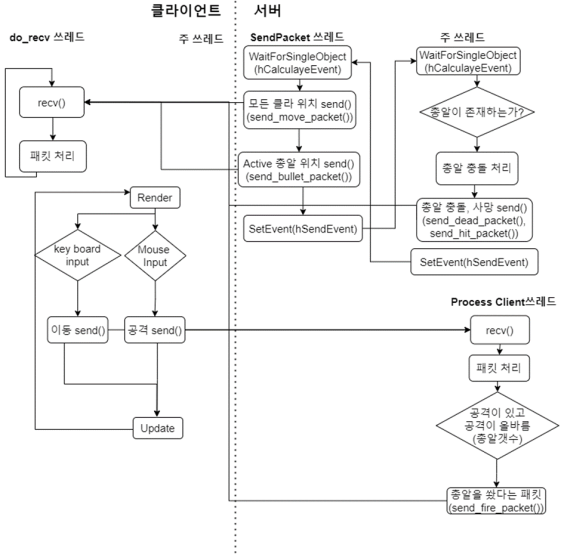 클라이언트
서버
do_recv 쓰레드
주 쓰레드
SendPacket 쓰레드
주 쓰레드
recv()
패킷 처리
Render
key board
input
Mouse
Input
이동 send()
공격 send()
Update
WaitForSingleObject
(hCalculayeEvent)
모든 클라 위치 send()
(send_move_packet())
Active 총알 위치 send()
(send_bullet_packet())
SetEvent(hSendEvent)
WaitForSingleObject
(hCalculayeEvent)
총알이 존재하는가?
총알 충돌 처리
총알 충돌, 사망 send()
(send_dead_packet(),
send_hit_packet())
SetEvent(hSendEvent)
Process Client쓰레드
recv()
패킷 처리
공격이 있고
공격이 올바를
(총알갯수)
총알을 쐈다는 패킷
(send_fire_packet())